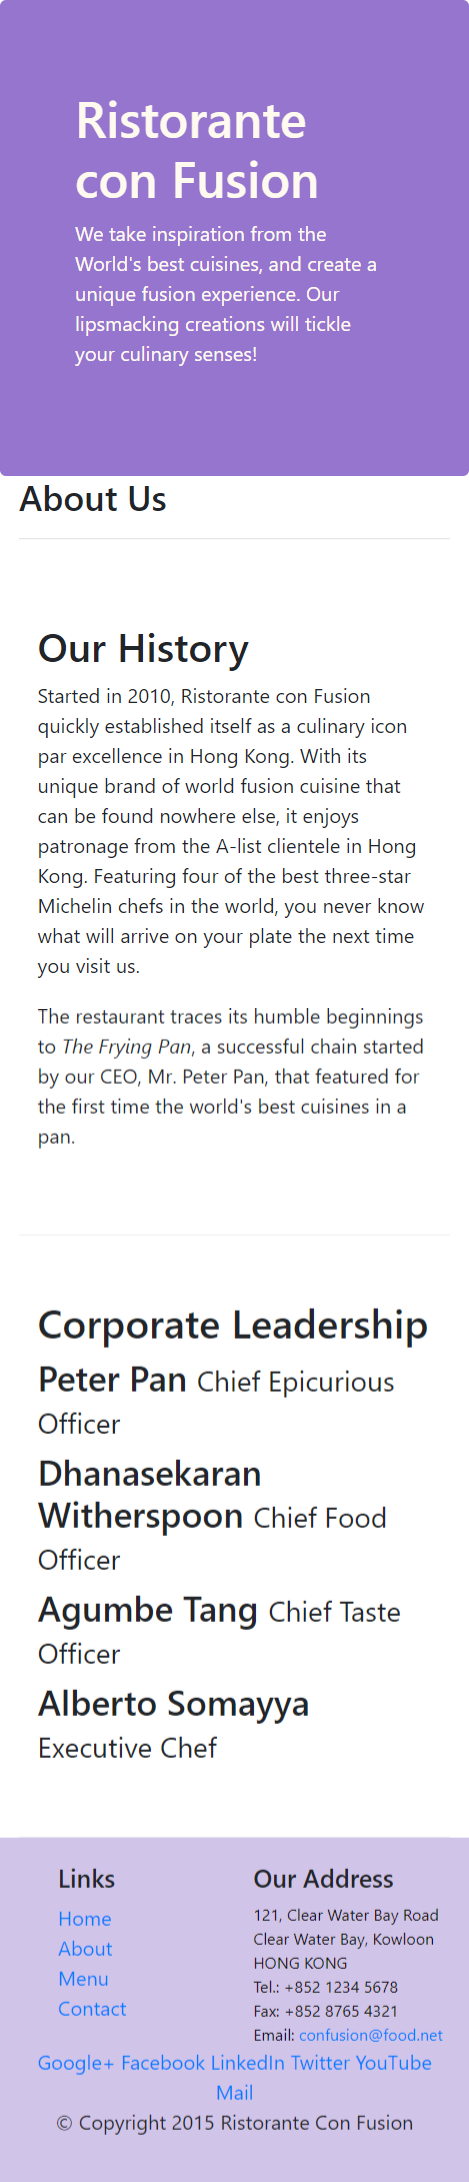 Ristorante
con Fusion
We take inspiration from the
World's best cuisines, and create a
unique fusion experience. Our
lipsmacking creations will tickle
your culinary senses!
About Us
Our History
Started in 2010, Ristorante con Fusion
quickly established itself as a culinary icon
par excellence in Hong Kong. With its
unique brand of world fusion cuisine that
can be found nowhere else, it enjoys
patronage from the A-list clientele in Hong
Kong. Featuring four of the best three-star
Michelin chefs in the world, you never know
what will arrive on your plate the next time
you visit us.
The restaurant traces its humble beginnings
to The Frying Pan, a successful chain started
by our CEO, Mr. Peter Pan, that featured for
the first time the world's best cuisines in a
pan.
Corporate Leadership
Peter Pan Chief Epicurious
Officer
Dhanasekaran
Witherspoon Chief Food
Officer
Agumbe Tang Chief Taste
Officer
Alberto Somayya
Executive Chef
Links
Home
About
Menu
Contact
Our Address
121, Clear Water Bay Road
Clear Water Bay, Kowloon
HONG KONG
Tel.: +852 1234 5678
Fax: +852 8765 4321
Email: confusion@food.net
Google+ Facebook LinkedIn Twitter YouTube
Mail
© Copyright 2015 Ristorante Con Fusion